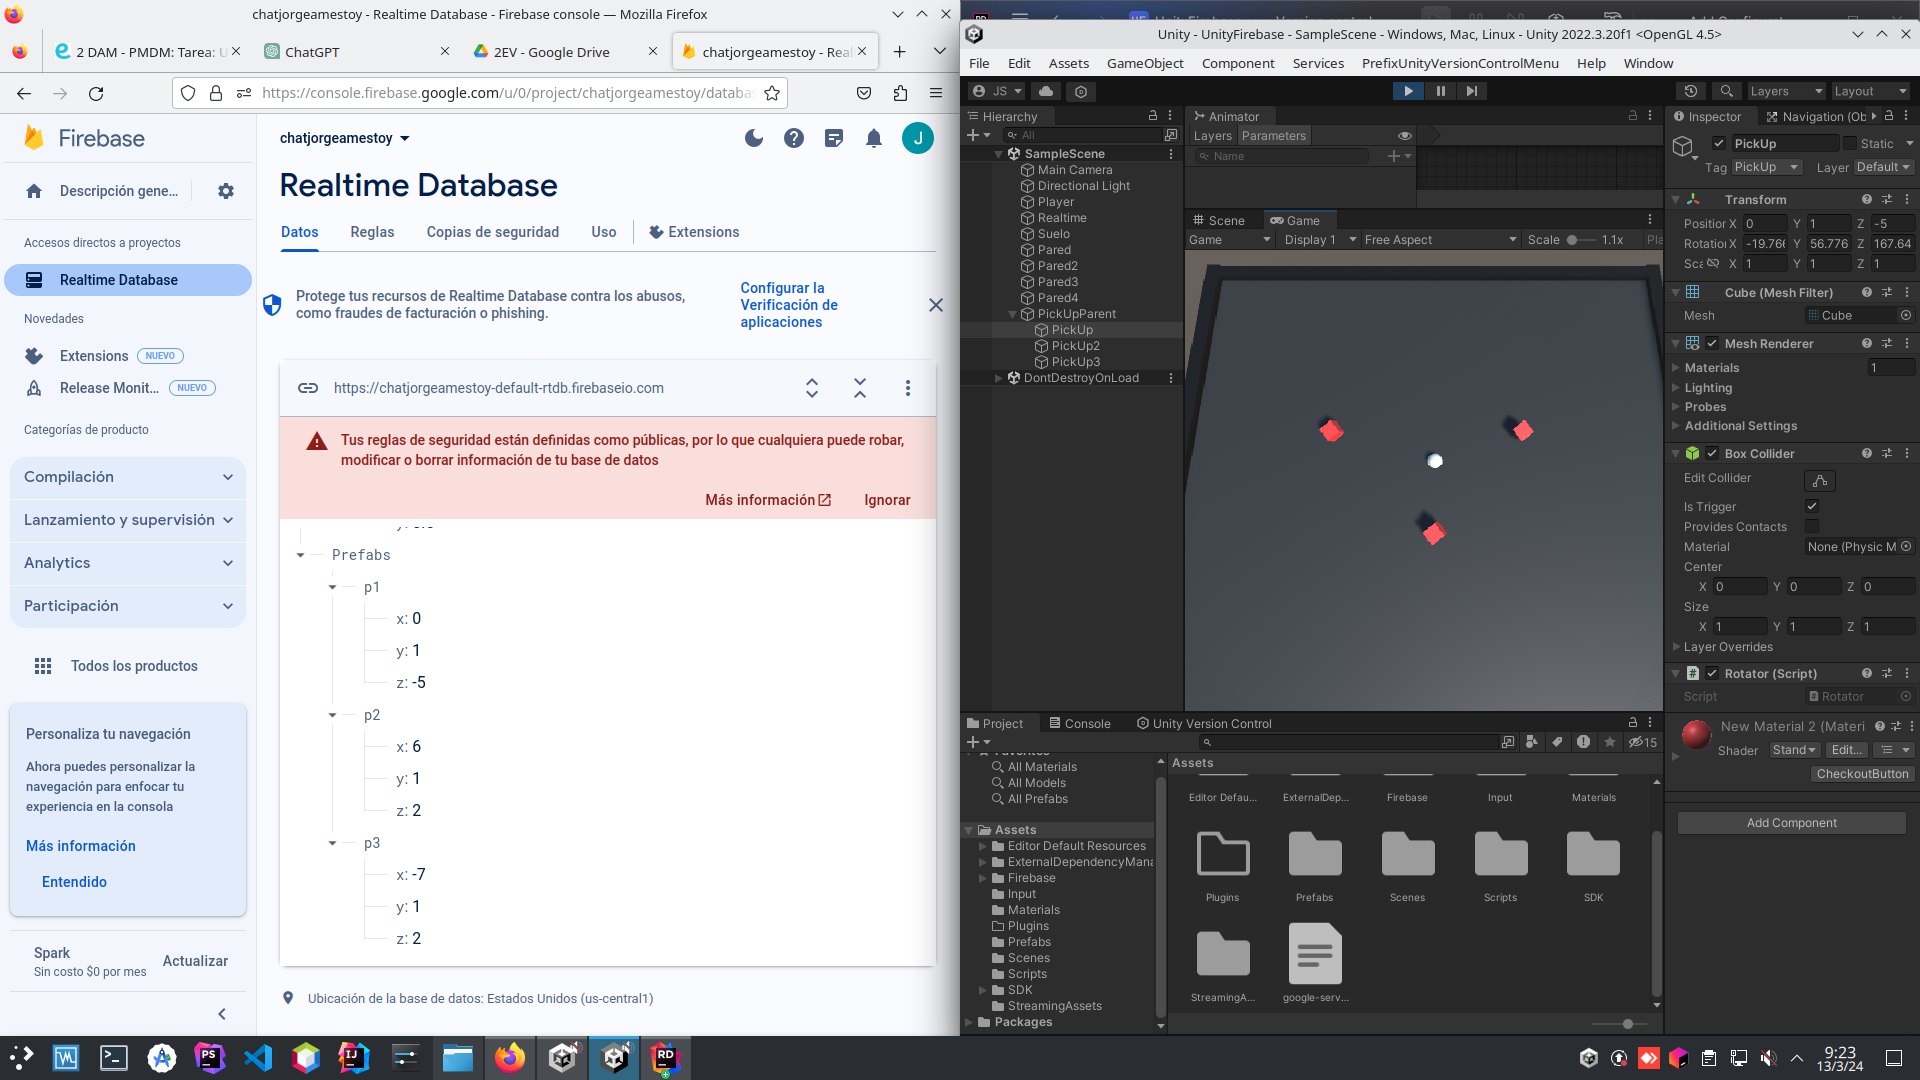 chatjorgeamestoy - Realtime Database - Firebase console — Mozilla Firefox
2 DAM - PMDM: Tarea: U
ChatGPT
2EV - Google Drive
chatjorgeamestoy - Real
https://console.firebase.google.com/u/0/project/chatjorgeamestoy/databas
Firebase
Descripción gene...
Accesos directos a proyectos
Realtime Database
Novedades
Extensions
NUEVO
Release Monit...
NUEVO
Categorías de producto
Compilación
Lanzamiento y supervisión
Analytics
Participación
Todos los productos
Personaliza tu navegación
Ahora puedes personalizar la
navegación para enfocar tu
experiencia en la consola
Más información
Entendido
Spark
Sin costo $0 por mes
Actualizar
chatjorgeamestoy
J
Realtime Database
Datos
Reglas
Copias de seguridad
Uso
Extensions
Protege tus recursos de Realtime Database contra los abusos,
como fraudes de facturación o phishing.
Configurar la
Verificación de
aplicaciones
https://chatjorgeamestoy-default-rtdb.firebaseio.com
Tus reglas de seguridad están definidas como públicas, por lo que cualquiera puede robar,
modificar o borrar información de tu base de datos
Más información
Ignorar
Prefabs
p1
x: 0
y: 1
z: -5
p2
x: 6
y: 1
z: 2
p3
x: -7
y: 1
z: 2
Ubicación de la base de datos: Estados Unidos (us-central1)
Unity - UnityFirebase - SampleScene - Windows, Mac, Linux - Unity 2022.3.20f1 <OpenGL 4.5>
File Edit Assets GameObject Component Services PrefixUnityVersionControlMenu Help Window
JS
Layers
Layout
Hierarchy
All
SampleScene
Main Camera
Directional Light
Player
Realtime
Suelo
Pared
Pared2
Pared3
Pared4
PickUpParent
PickUp
PickUp2
PickUp3
DontDestroyOnLoad
Animator
Layers
Parameters
Name
Scene
Game
Game
Display 1
Free Aspect
Scale
1.1x
Pla
Inspector
Navigation (Ob
PickUp
Static
Tag
PickUp
Layer
Default
Transform
Position X 0 Y 1 Z -5
Rotation X -19.766 Y 56.776 Z 167.64
X 1 Y 1 Z 1
Cube (Mesh Filter)
Mesh
Cube
Mesh Renderer
Materials
1
Lighting
Probes
Additional Settings
Box Collider
Edit Collider
Is Trigger
Provides Contacts
Material
None (Physic M
Center
X 0 Y 0 Z 0
Size
X 1 Y 1 Z 1
Layer Overrides
Rotator (Script)
Script
Rotator
New Material 2 (Materi
Shader
Stand
Edit...
CheckoutButton
Add Component
Project
Console
Unity Version Control
15
All Materials
All Models
All Prefabs
Assets
Editor Default Resources
ExternalDependencyMana
Firebase
Input
Materials
Plugins
Prefabs
Scenes
Scripts
SDK
StreamingAssets
Packages
Assets
Editor Defau...
ExternalDep...
Firebase
Input
Materials
Plugins
Prefabs
Scenes
Scripts
SDK
StreamingA...
google-serv...
PS
IJ
RD
9:23
13/3/24